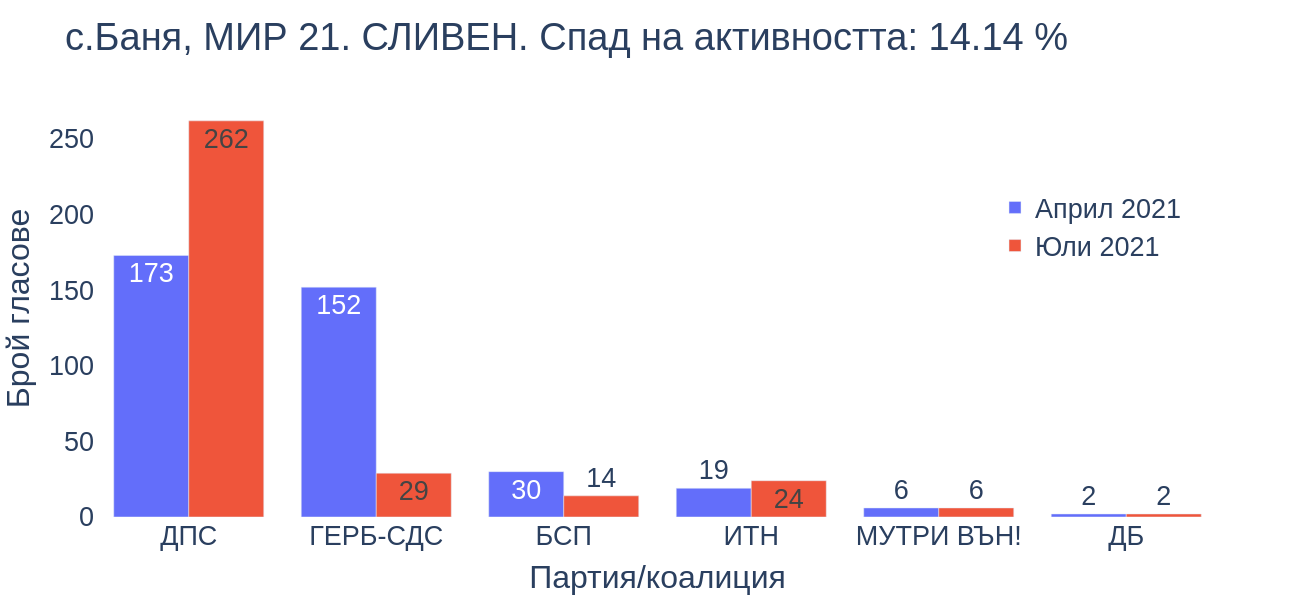 с.Баня, МИР 21. СЛИВЕН. Спад на активността: 14.14 %
Брой гласове
250
200
150
100
50
0
173
262
152
29
30
14
19
24
6
6
2
2
Април 2021
Юли 2021
ДПС
ГЕРБ-СДС
БСП
ИТН
МУТРИ ВЪН!
ДБ
Партия/коалиция